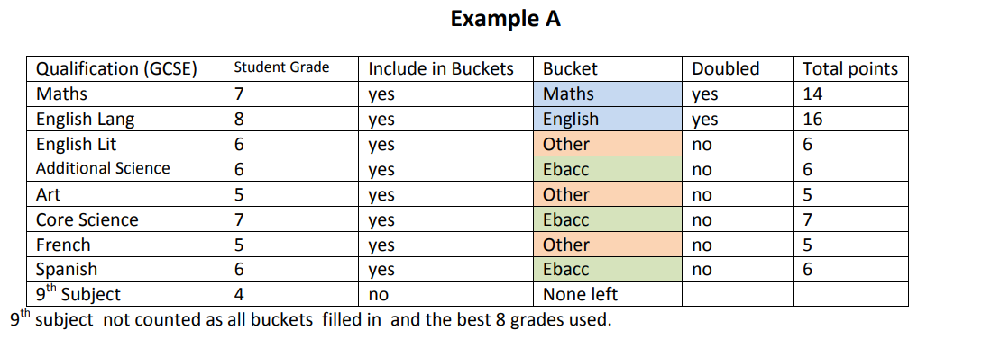 Example A
Qualification (GCSE) Student Grade Include in Buckets Bucket Doubled Total points
Maths 7 yes Maths yes 14
English Lang 8 yes English yes 16
English Lit 6 yes Other no 6
Additional Science 6 yes Ebacc no 6
Art 5 yes Other no 5
Core Science 7 yes Ebacc no 7
French 5 yes Other no 5
Spanish 6 yes Ebacc no 6
9th Subject 4 no None left
9th subject not counted as all buckets filled in and the best 8 grades used.